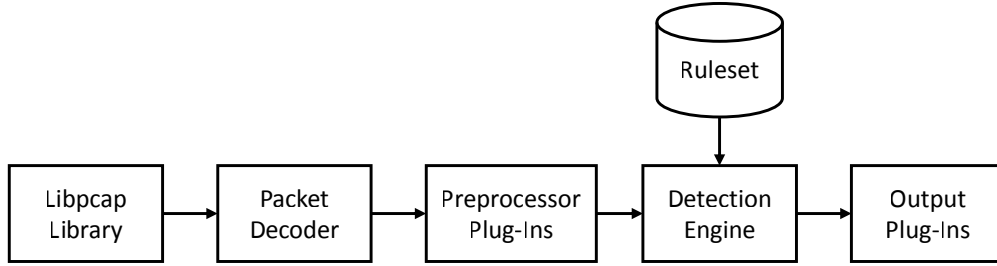 Ruleset
Libpcap
Library
Packet
Decoder
Preprocessor
Plug-Ins
Detection
Engine
Output
Plug-Ins